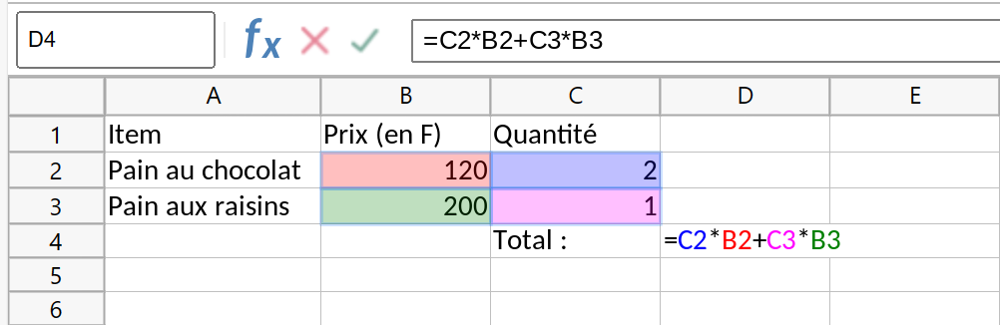 D4 fx =C2*B2+C3*B3
A B C D E
1 Item Prix (en F) Quantité
2 Pain au chocolat 120 2
3 Pain aux raisins 200 1
4 Total : =C2*B2+C3*B3
5
6